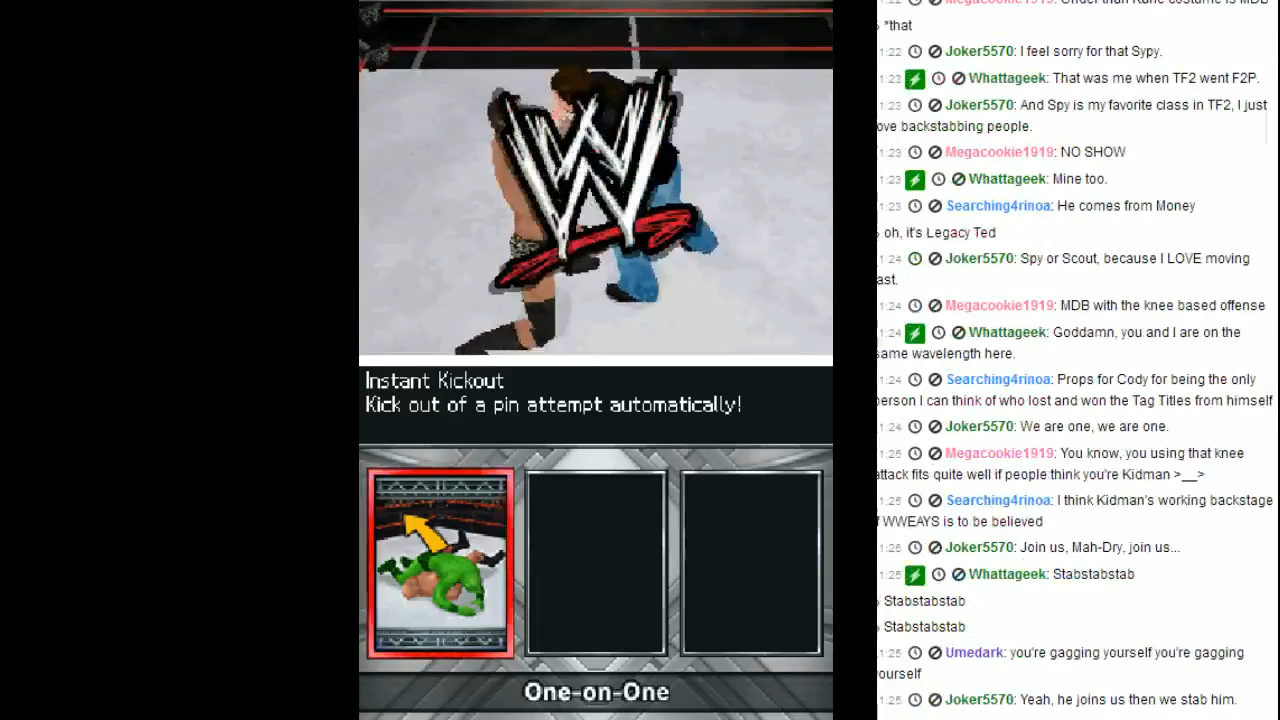 Instant Kickout
Kick out of a pin attempt automatically!
One-on-One
*that
1:22 Joker5570: I feel sorry for that Sypy.
1:23 Whattageek: That was me when TF2 went F2P.
1:23 Joker5570: And Spy is my favorite class in TF2, I just
ove backstabbing people.
1:23 Megacookie1919: NO SHOW
1:23 Whattageek: Mine too.
1:23 Searching4rinoa: He comes from Money
oh, it's Legacy Ted
1:24 Joker5570: Spy or Scout, because I LOVE moving
ast.
1:24 Megacookie1919: MDB with the knee based offense
1:24 Whattageek: Goddamn, you and I are on the
same wavelength here.
1:24 Searching4rinoa: Props for Cody for being the only
erson I can think of who lost and won the Tag Titles from himself
1:24 Joker5570: We are one, we are one.
1:25 Megacookie1919: You know, you using that knee
attack fits quite well if people think you're Kidman >__>
1:25 Searching4rinoa: I think Kidman's working backstage
f WWEAYS is to be believed
1:25 Joker5570: Join us, Mah-Dry, join us...
1:25 Whattageek: Stabstabstab
Stabstabstab
Stabstabstab
1:25 Umedark: you're gagging yourself you're gagging
yourself
1:25 Joker5570: Yeah, he joins us then we stab him.